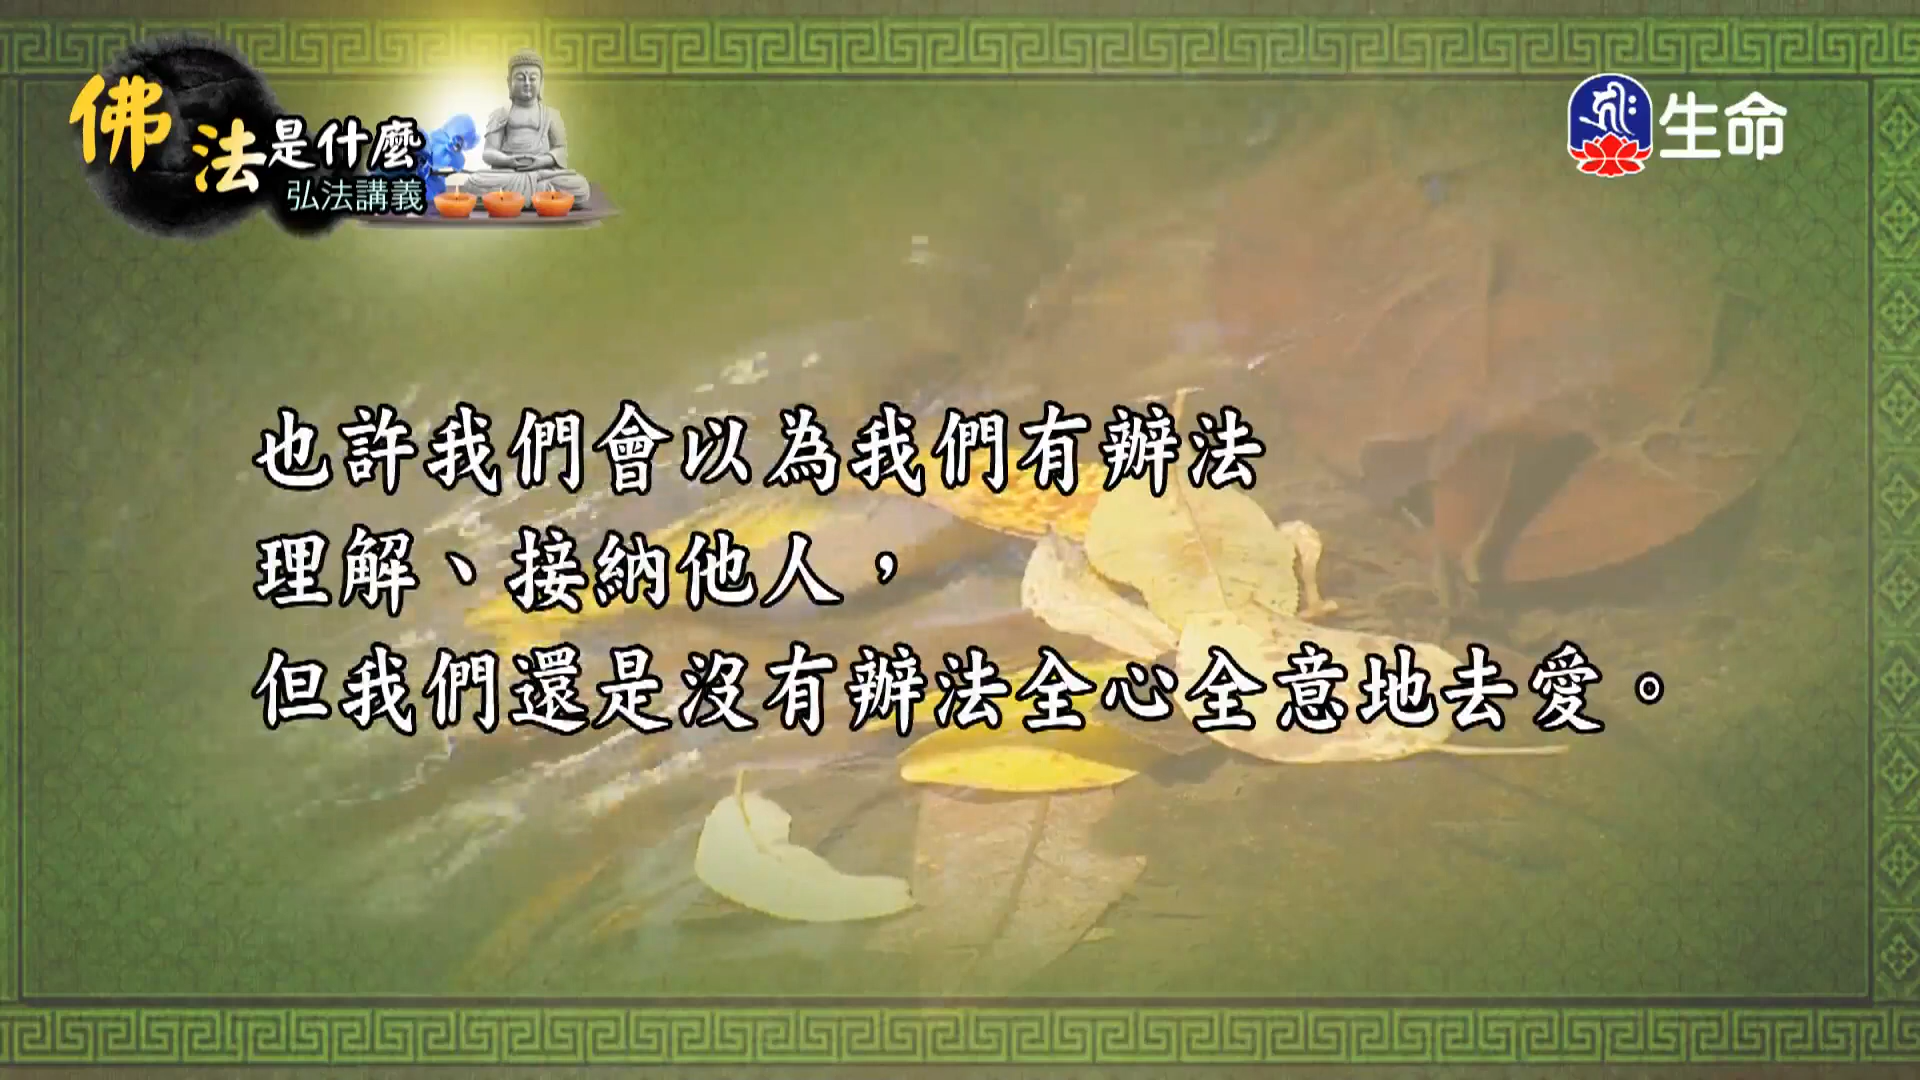 佛法是什麼
弘法講義
生命
也許我們會以為我們有辦法
理解、接納他人，
但我們還是沒有辦法全心全意地去愛。